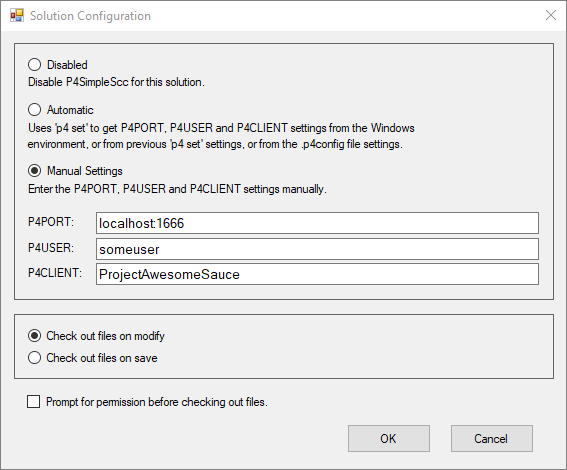 Solution Configuration
Disabled
Disable P4SimpleScc for this solution.
Automatic
Uses 'p4 set' to get P4PORT, P4USER and P4CLIENT settings from the Windows
environment, or from previous 'p4 set' settings, or from the .p4config file settings.
Manual Settings
Enter the P4PORT, P4USER and P4CLIENT settings manually.
P4PORT: localhost:1666
P4USER: someuser
P4CLIENT: ProjectAwesomeSauce
Check out files on modify
Check out files on save
Prompt for permission before checking out files.
OK Cancel